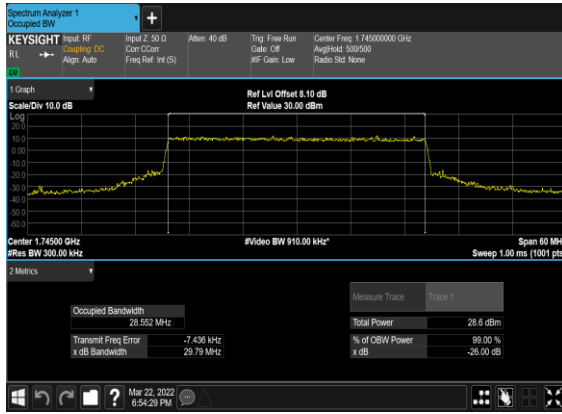 Spectrum Analyzer 1
Occupied BW
KEYSIGHT Input: RF Input Z: 50 Ω Atten: 40 dB Trig: Free Run Center Freq: 1.745000000 GHz
RL Coupling: DC Corr CCorr Gate: Off Avg|Hold: 500/500
Align: Auto Freq Ref: Int (S) #IF Gain: Low Radio Std: None
LW
1 Graph
Ref Lvl Offset 8.10 dB
Scale/Div 10.0 dB Ref Value 30.00 dBm
Log
20.0
10.0
0.00
-10.0
-20.0
-30.0
-40.0
-50.0
-60.0
Center 1.74500 GHz #Video BW 910.00 kHz* Span 60 MH
#Res BW 300.00 kHz Sweep 1.00 ms (1001 pts
2 Metrics
Measure Trace Trace 1
Occupied Bandwidth
28.552 MHz Total Power 28.6 dBm
Transmit Freq Error -7.436 kHz % of OBW Power 99.00 %
x dB Bandwidth 29.79 MHz x dB -26.00 dB
? Mar 22, 2022
6:54:29 PM